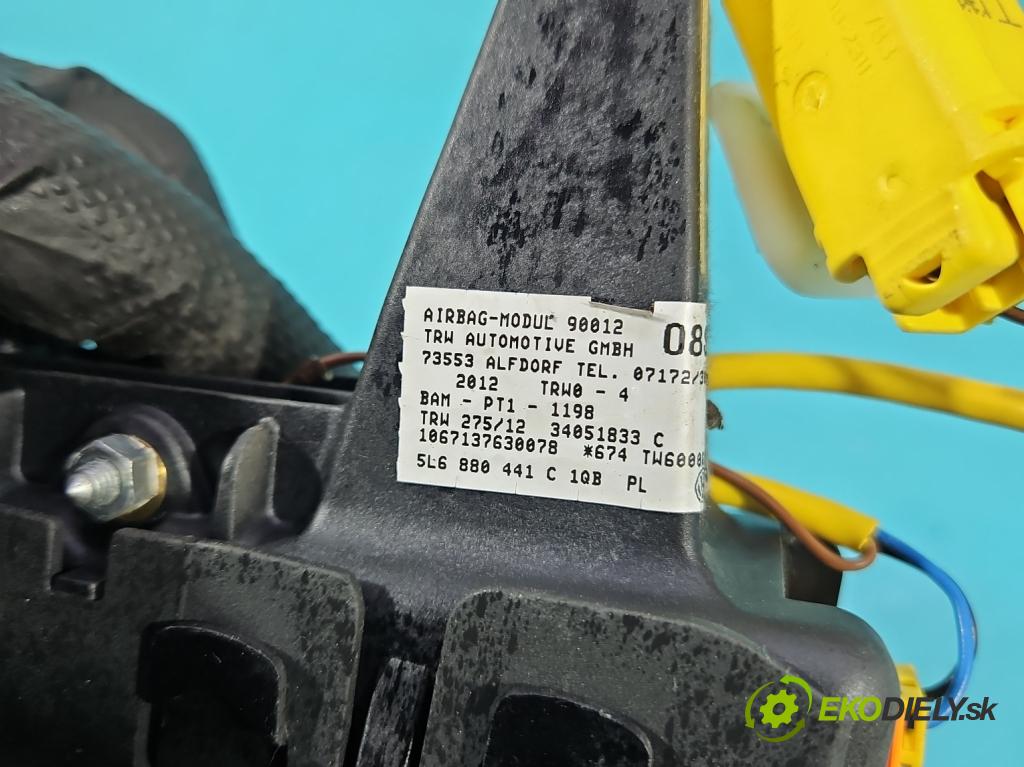 AIRBAG-MODUL 90012
TRW AUTOMOTIVE GMBH
73553 ALFDORF TEL. 07172/
2012 TRW0 - 4
BAM - PT1 - 1198
TRW 275/12 34051833 C
1067137630078 *674 TW6000
5L6 880 441 C 1QB PL
EKODIELY.sk